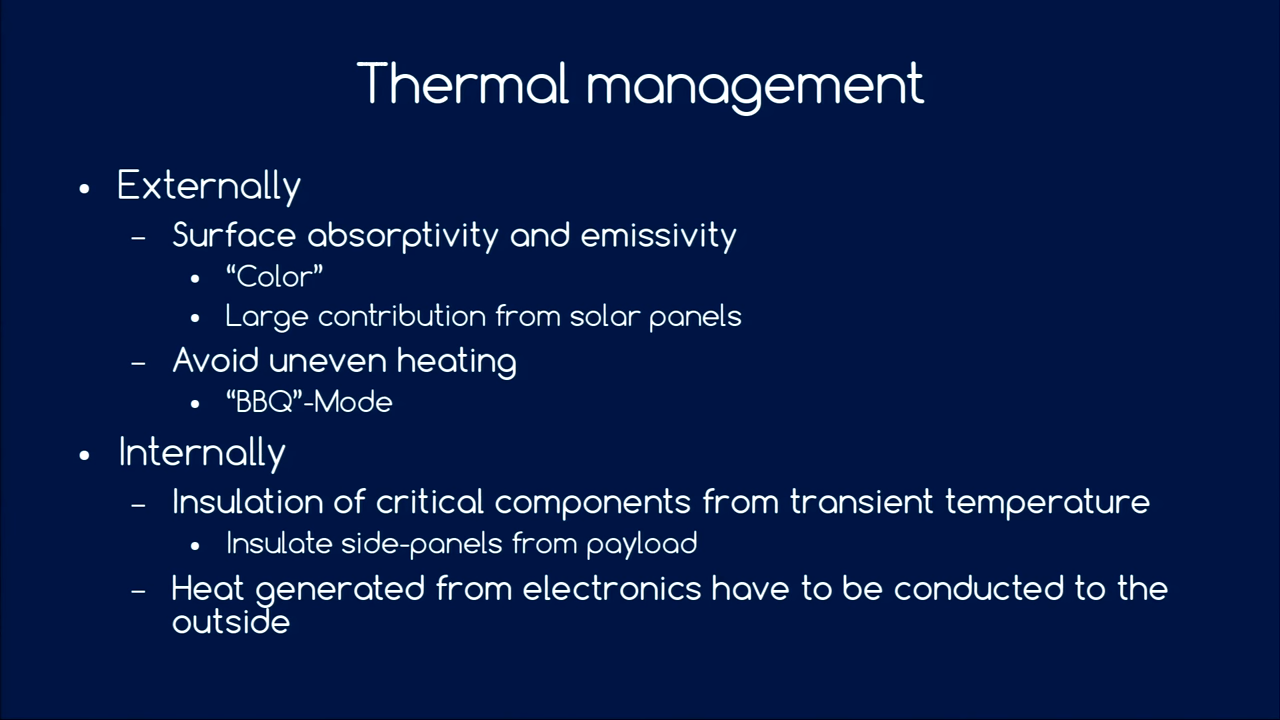 Thermal management
• Externally
– Surface absorptivity and emissivity
• “Color”
• Large contribution from solar panels
– Avoid uneven heating
• “BBQ”-Mode
• Internally
– Insulation of critical components from transient temperature
• Insulate side-panels from payload
– Heat generated from electronics have to be conducted to the
outside